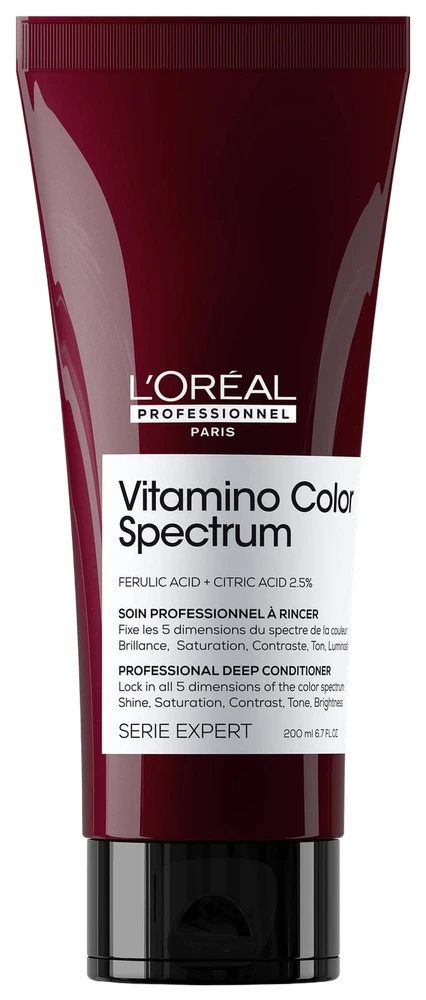 L'ORÉAL
PROFESSIONNEL
PARIS
Vitamino Color
Spectrum
FERULIC ACID + CITRIC ACID 2.5%
SOIN PROFESSIONNEL À RINCER
Fixe les 5 dimensions du spectre de la couleur
Brillance, Saturation, Contraste, Ton,
PROFESSIONAL DEEP CONDITIONER
Lock in all 5 dimensions of the color spectrum
Shine, Saturation, Contrast, Tone, Brightness
SERIE EXPERT 200 ml 6.7 FL.OZ